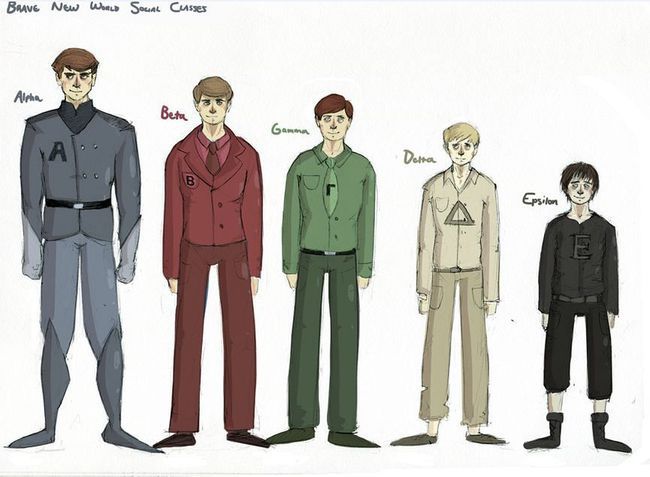 BRAVE NEW WORLD SOCIAL CLASSES
Alpha
Beta
Gamma
Delta
Epsilon
A
B
Γ
Δ
E